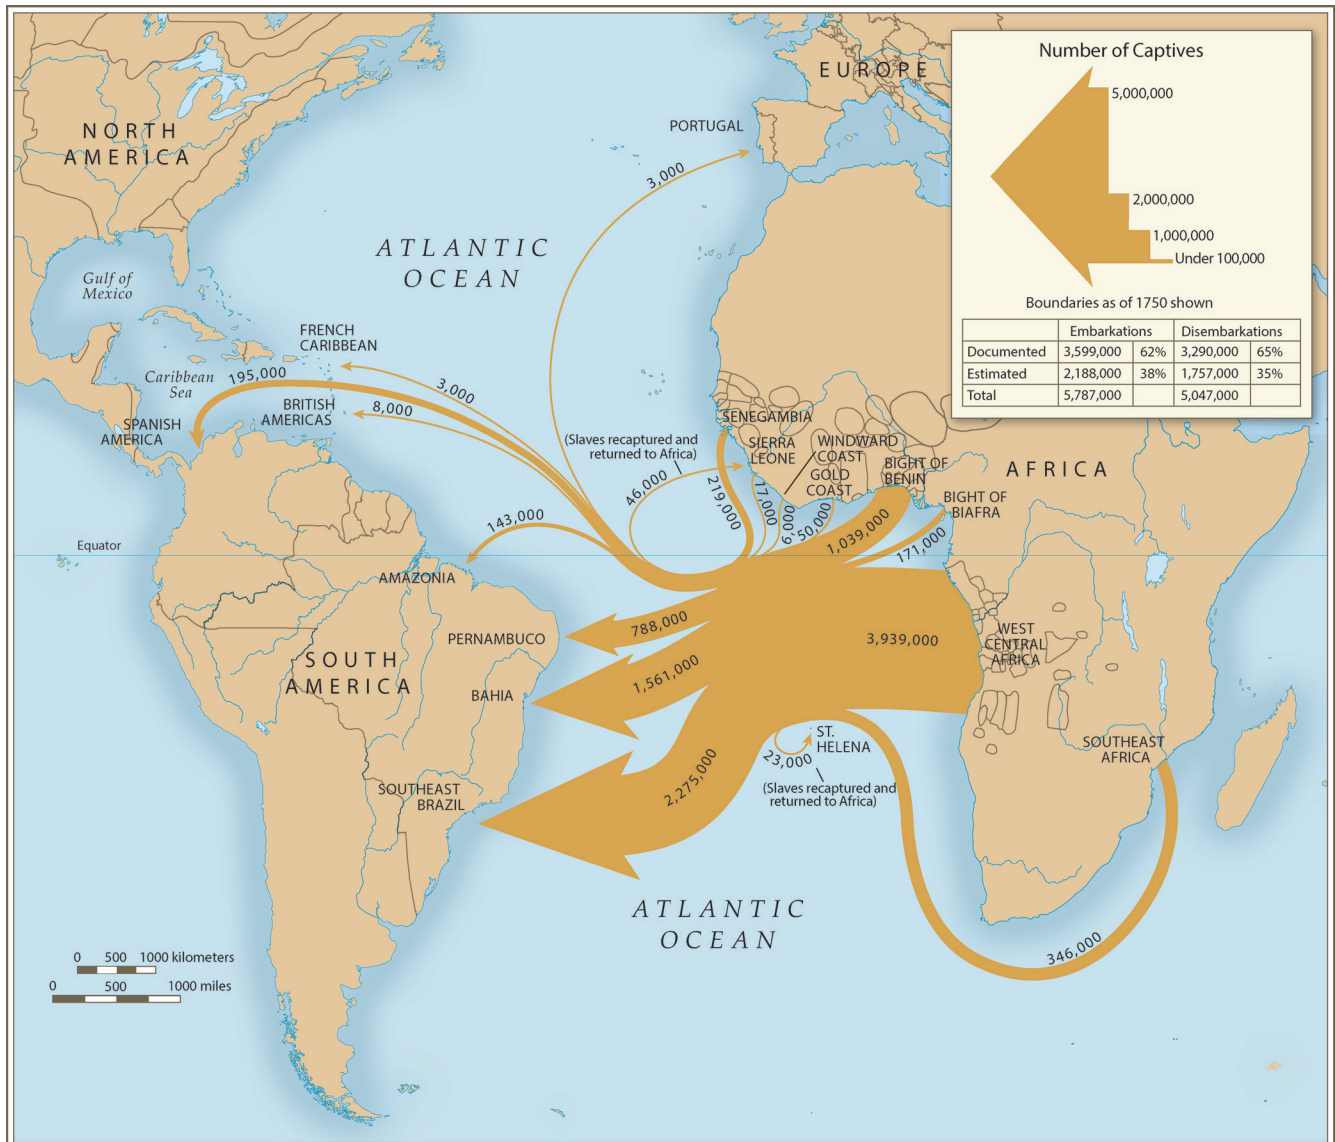 Number of Captives
5,000,000
2,000,000
1,000,000
Under 100,000
Boundaries as of 1750 shown
Embarkations Disembarkations
Documented 3,599,000 62% 3,290,000 65%
Estimated 2,188,000 38% 1,757,000 35%
Total 5,787,000 5,047,000
EUROPE
PORTUGAL
NORTH
AMERICA
3,000
ATLANTIC
OCEAN
Gulf of
Mexico
FRENCH
CARIBBEAN
Caribbean
Sea
195,000
3,000
BRITISH
AMERICAS
8,000
SPANISH
AMERICA
(Slaves recaptured and
returned to Africa)
46,000
SENEGAMBIA
SIERRA
LEONE
WINDWARD
COAST
GOLD
COAST
BIGHT OF
BENIN
BIGHT OF
BIAFRA
AFRICA
219,000
17,000
9,000
50,000
1,039,000
171,000
143,000
Equator
AMAZONIA
PERNAMBUCO
788,000
3,939,000
WEST
CENTRAL
AFRICA
SOUTH
AMERICA
BAHIA
1,561,000
ST.
HELENA
23,000
(Slaves recaptured and
returned to Africa)
SOUTHEAST
AFRICA
2,275,000
SOUTHEAST
BRAZIL
ATLANTIC
OCEAN
346,000
0 500 1000 kilometers
0 500 1000 miles